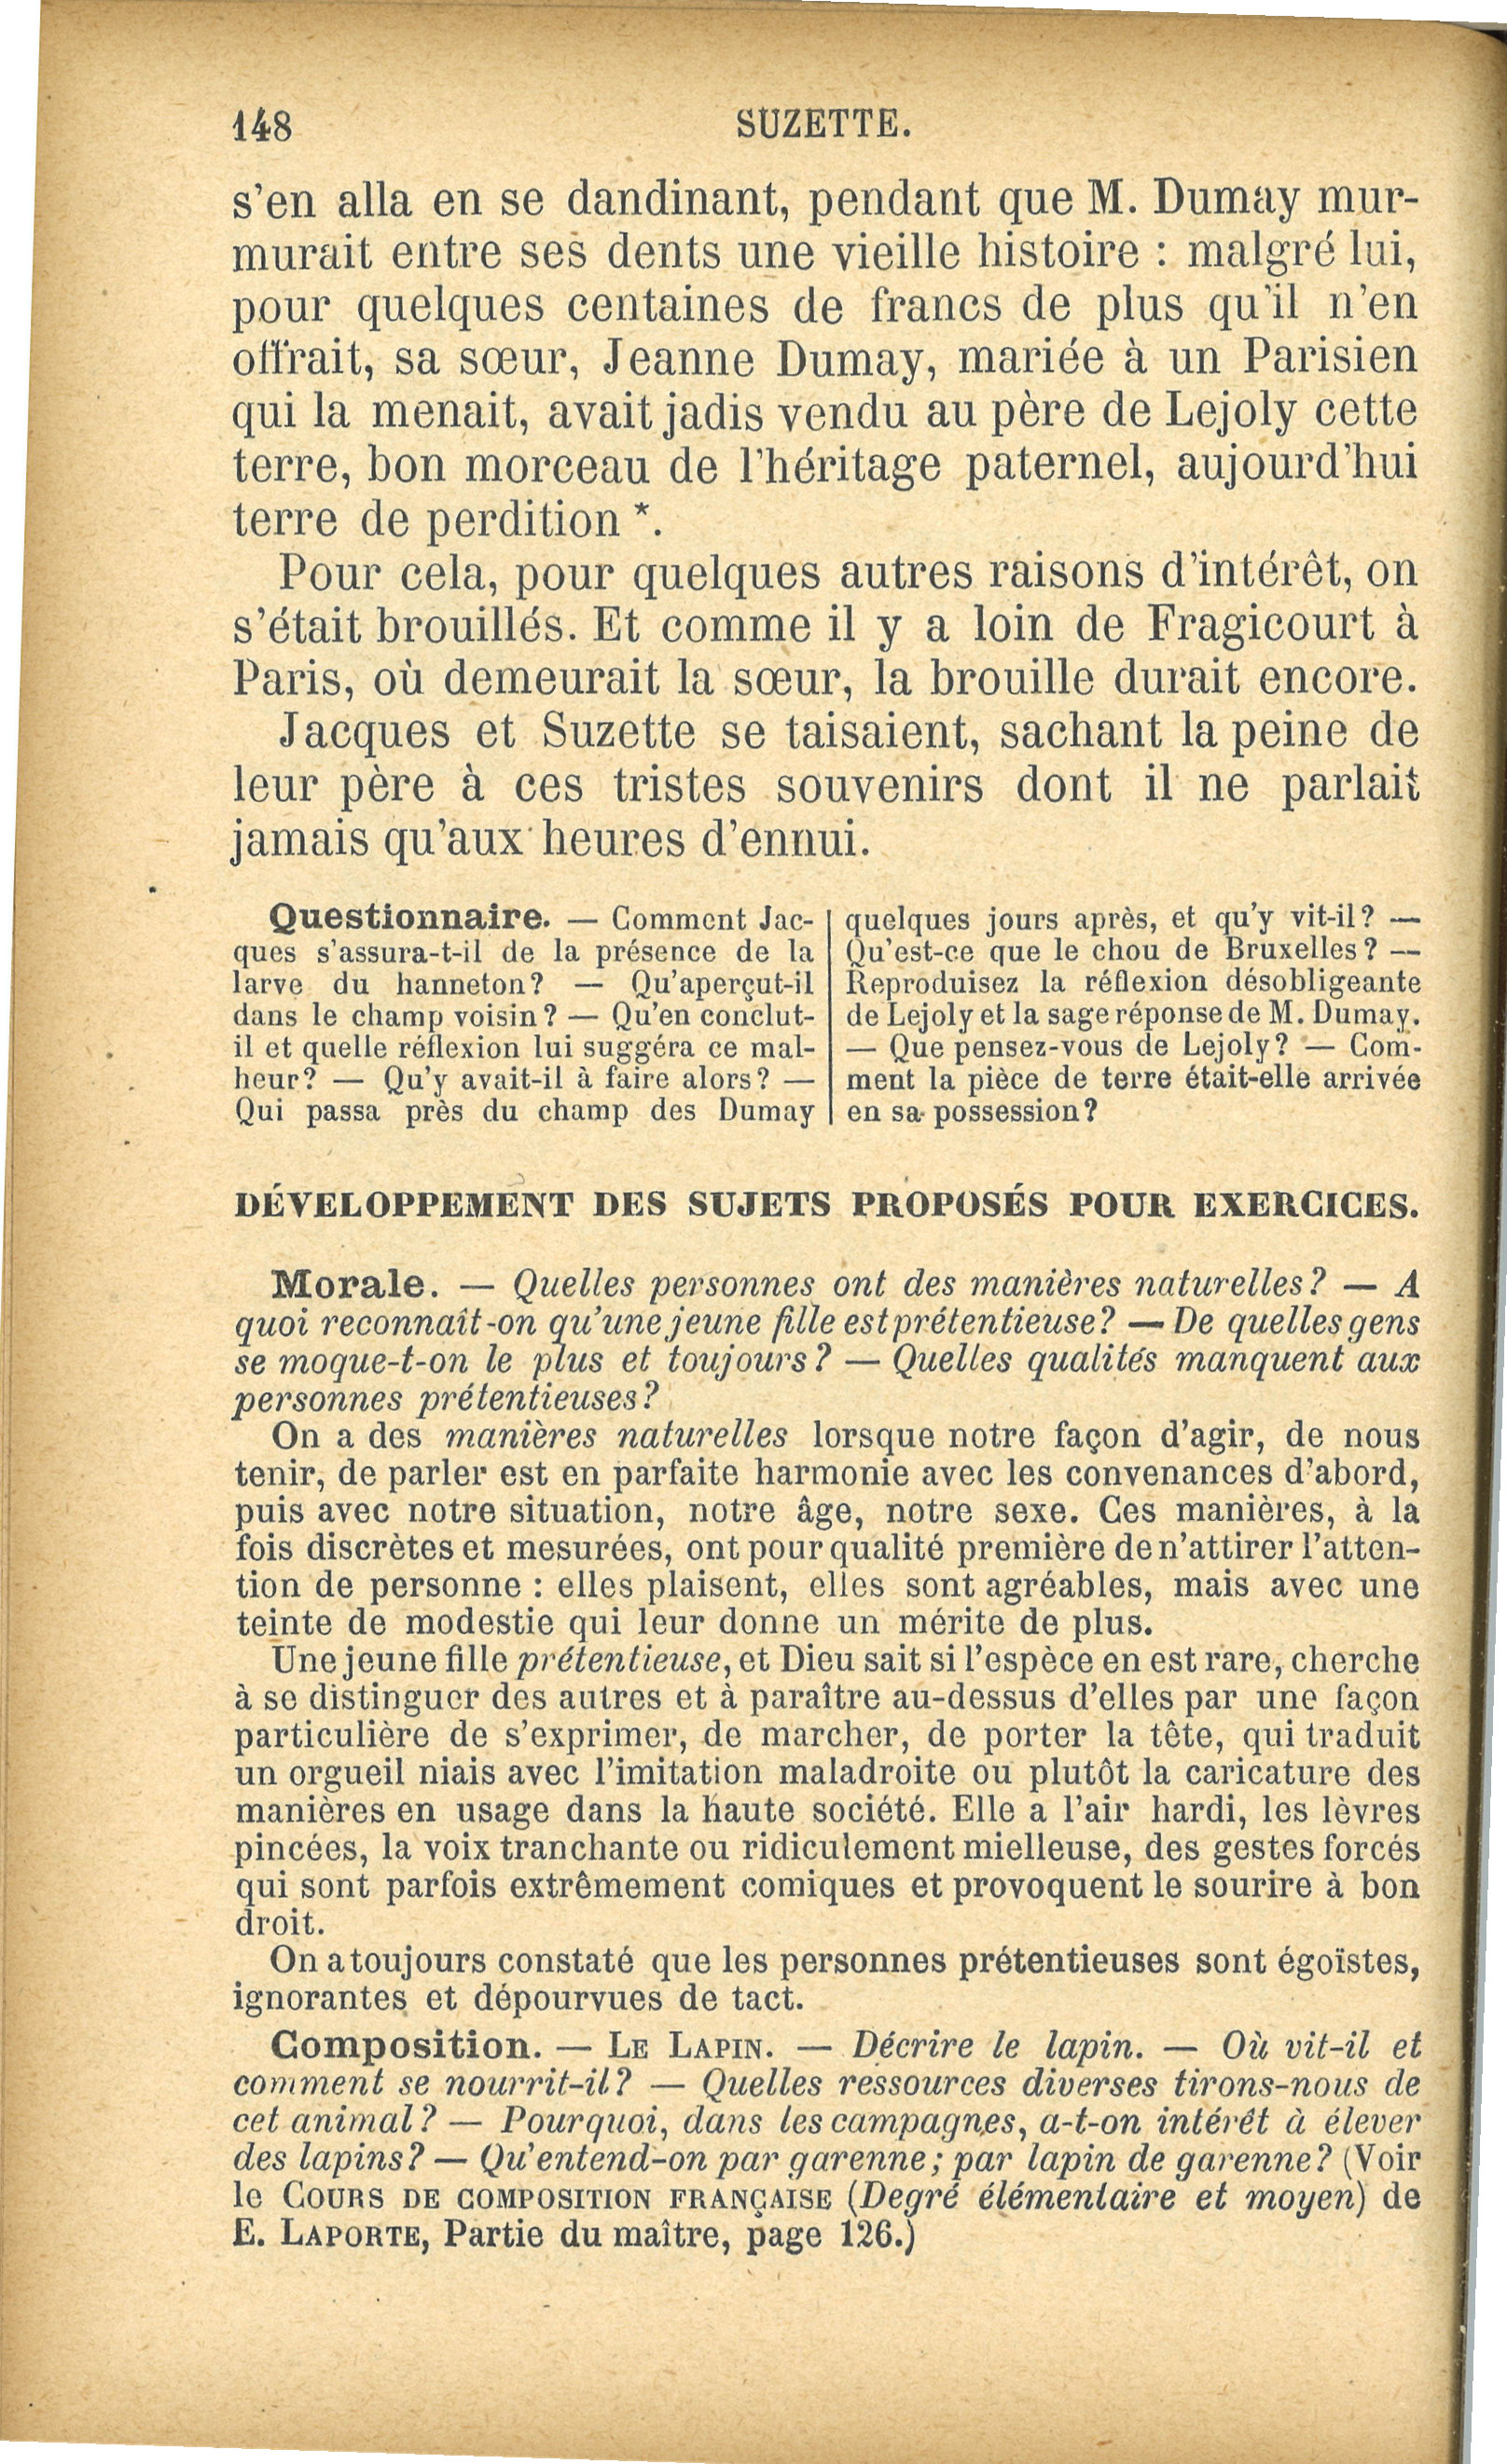 148 SUZETTE.
s'en alla en se dandinant, pendant que M. Dumay mur-
murait entre ses dents une vieille histoire : malgré lui,
pour quelques centaines de francs de plus qu'il n'en
offrait, sa sœur, Jeanne Dumay, mariée à un Parisien
qui la menait, avait jadis vendu au père de Lejoly cette
terre, bon morceau de l'héritage paternel, aujourd'hui
terre de perdition *.
Pour cela, pour quelques autres raisons d'intérêt, on
s'était brouillés. Et comme il y a loin de Fragicourt à
Paris, où demeurait la sœur, la brouille durait encore.
Jacques et Suzette se taisaient, sachant la peine de
leur père à ces tristes souvenirs dont il ne parlait
jamais qu'aux heures d'ennui.
Questionnaire. — Comment Jac-
ques s'assura-t-il de la présence de la
larve du hanneton? — Qu'aperçut-il
dans le champ voisin? — Qu'en conclut-
il et quelle réflexion lui suggéra ce mal-
heur? — Qu'y avait-il à faire alors? —
Qui passa près du champ des Dumay
quelques jours après, et qu'y vit-il? —
Qu'est-ce que le chou de Bruxelles? —
Reproduisez la réflexion désobligeante
de Lejoly et la sage réponse de M. Dumay.
— Que pensez-vous de Lejoly? — Com-
ment la pièce de terre était-elle arrivée
en sa possession?
DÉVELOPPEMENT DES SUJETS PROPOSÉS POUR EXERCICES.
Morale. — Quelles personnes ont des manières naturelles? — A
quoi reconnaît-on qu'une jeune fille est prétentieuse? — De quelles gens
se moque-t-on le plus et toujours? — Quelles qualités manquent aux
personnes prétentieuses?
On a des manières naturelles lorsque notre façon d'agir, de nous
tenir, de parler est en parfaite harmonie avec les convenances d'abord,
puis avec notre situation, notre âge, notre sexe. Ces manières, à la
fois discrètes et mesurées, ont pour qualité première de n'attirer l'atten-
tion de personne : elles plaisent, elles sont agréables, mais avec une
teinte de modestie qui leur donne un mérite de plus.
Une jeune fille prétentieuse, et Dieu sait si l'espèce en est rare, cherche
à se distinguer des autres et à paraître au-dessus d'elles par une façon
particulière de s'exprimer, de marcher, de porter la tête, qui traduit
un orgueil niais avec l'imitation maladroite ou plutôt la caricature des
manières en usage dans la haute société. Elle a l'air hardi, les lèvres
pincées, la voix tranchante ou ridiculement mielleuse, des gestes forcés
qui sont parfois extrêmement comiques et provoquent le sourire à bon
droit.
On a toujours constaté que les personnes prétentieuses sont égoïstes,
ignorantes et dépourvues de tact.
Composition. — LE LAPIN. — Décrire le lapin. — Où vit-il et
comment se nourrit-il? — Quelles ressources diverses tirons-nous de
cet animal? — Pourquoi, dans les campagnes, a-t-on intérêt à élever
des lapins? — Qu'entend-on par garenne; par lapin de garenne? (Voir
le COURS DE COMPOSITION FRANÇAISE (Degré élémentaire et moyen) de
E. LAPORTE, Partie du maître, page 126.)